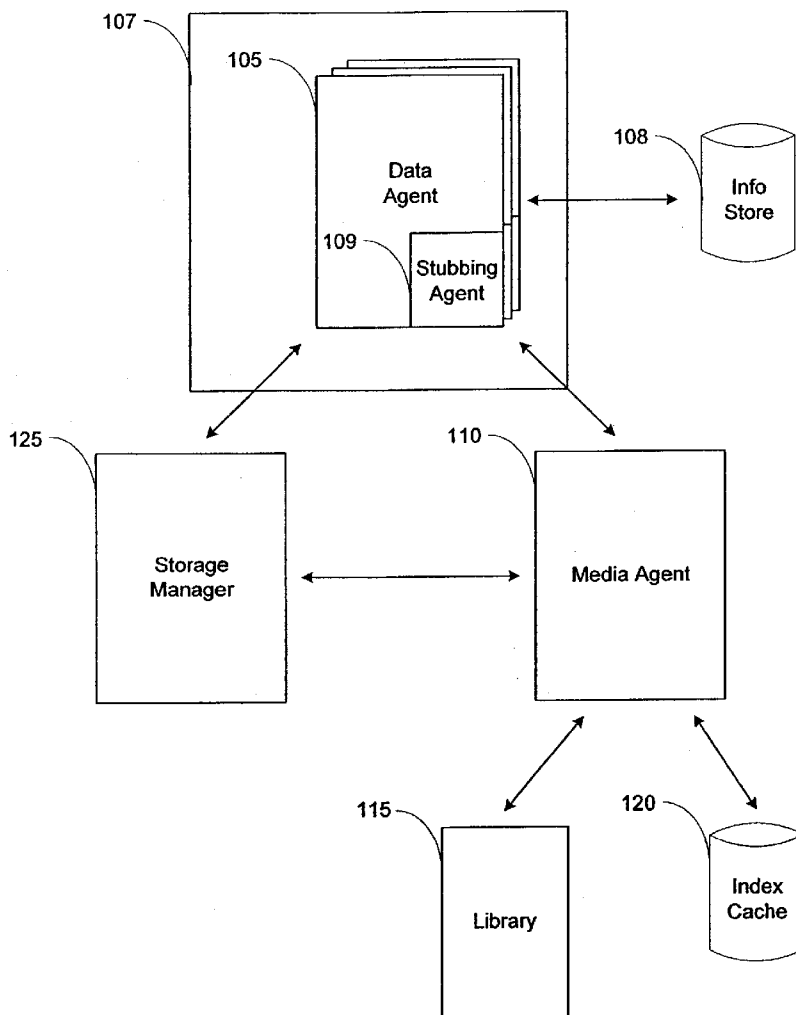 107
105
108
Data
Agent
Info
Store
109
Stubbing
Agent
125
110
Storage
Manager
Media Agent
115
120
Library
Index
Cache